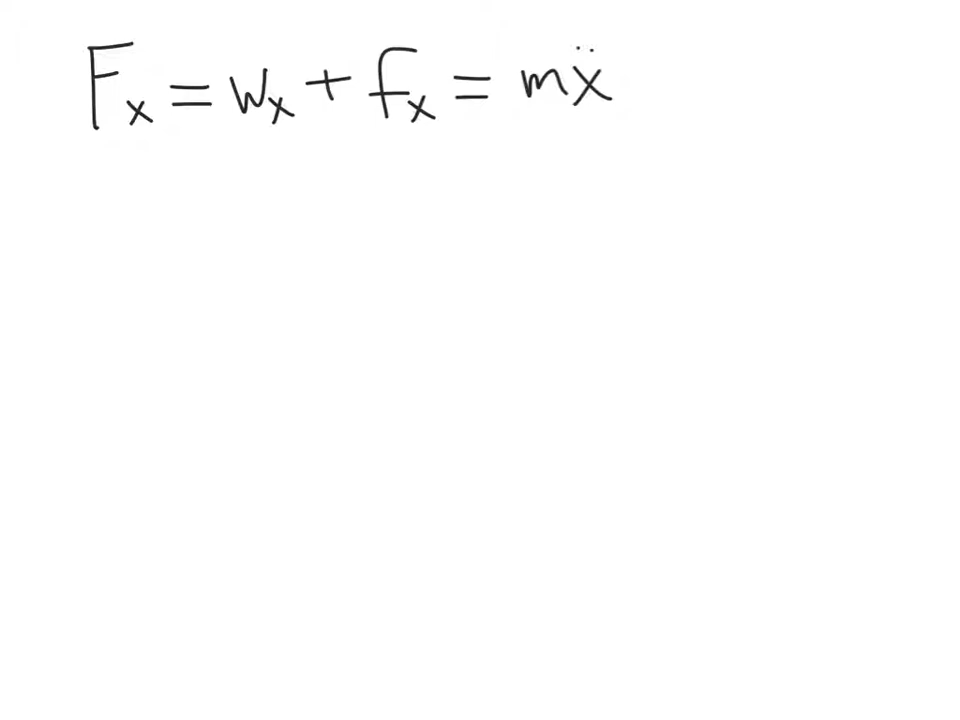 Fₓ = wₓ + fₓ = mẍ